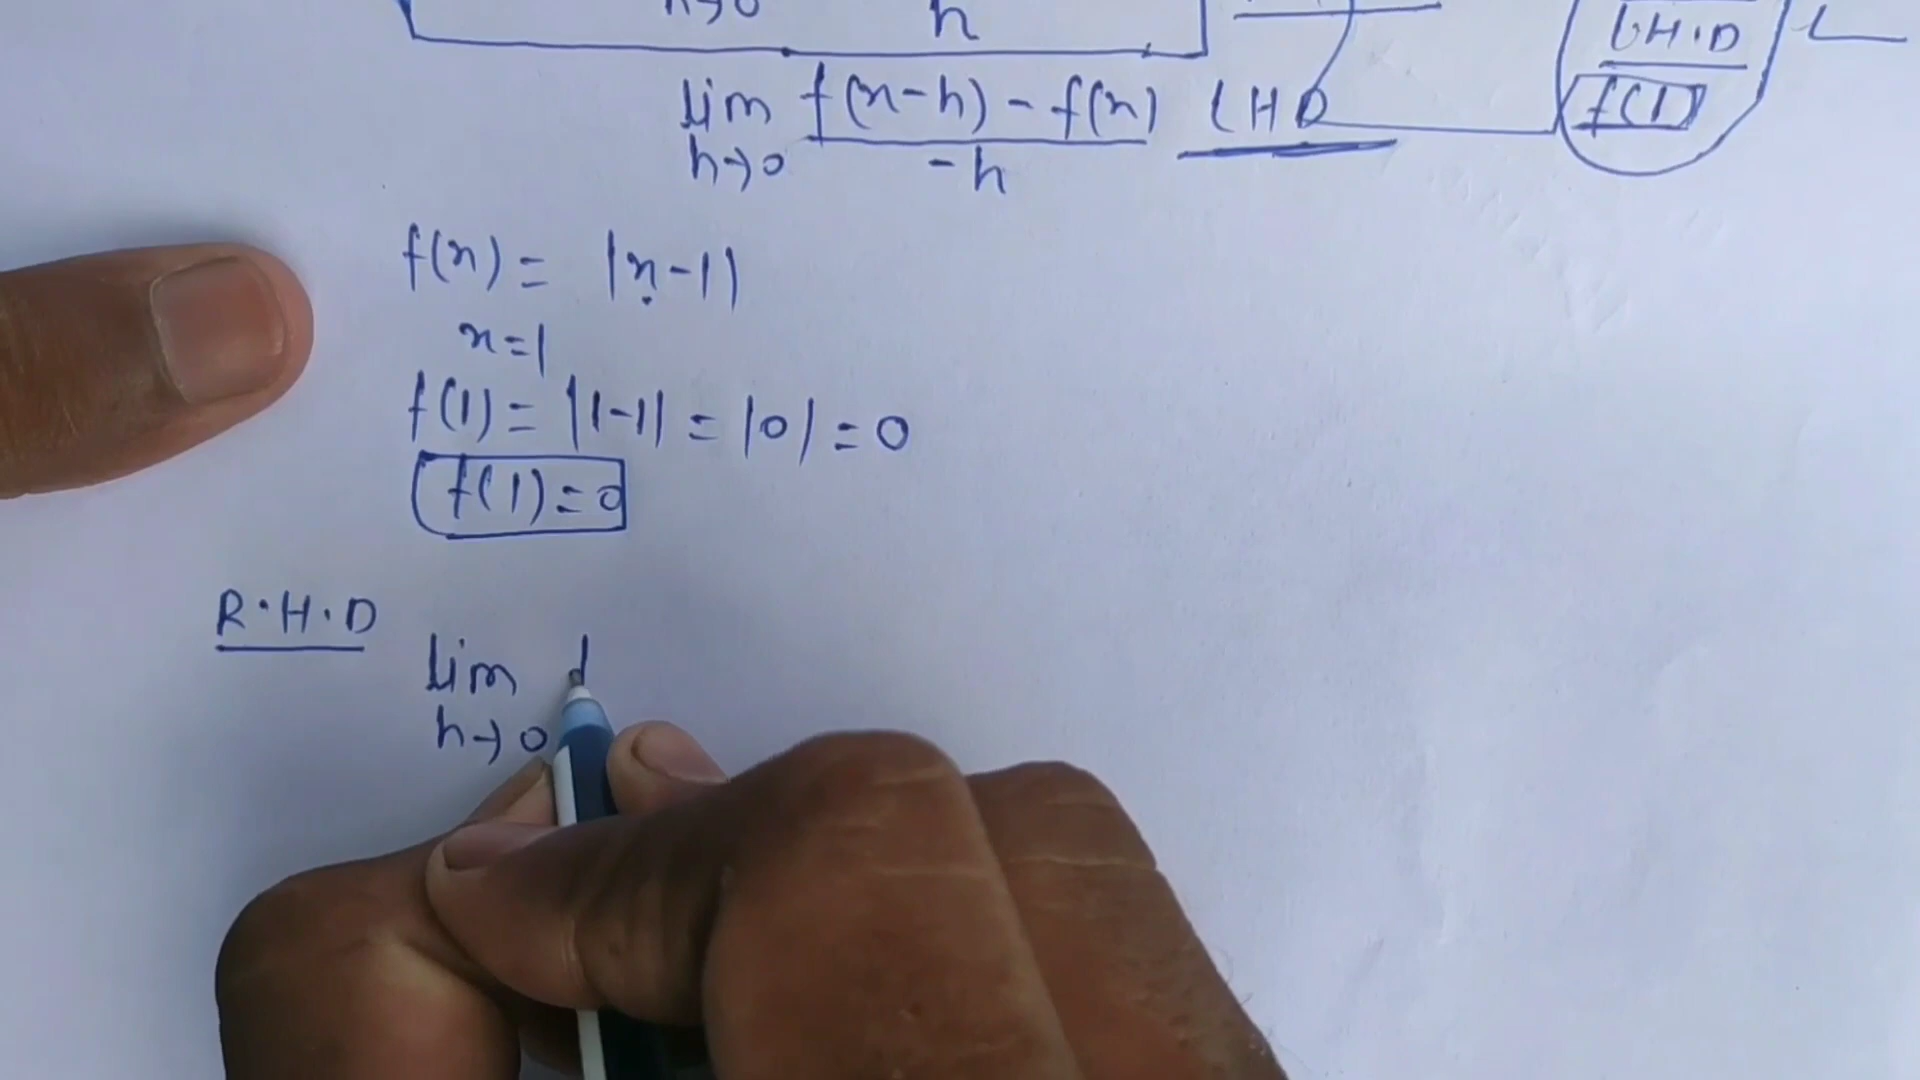 h→0 h
L.H.D
lim f(x-h) - f(x) LHD
h→0 -h
f(1)
f(x) = |x-1|
x=1
f(1) = |1-1| = |0| = 0
f(1)=0
R.H.D
lim f
h→0